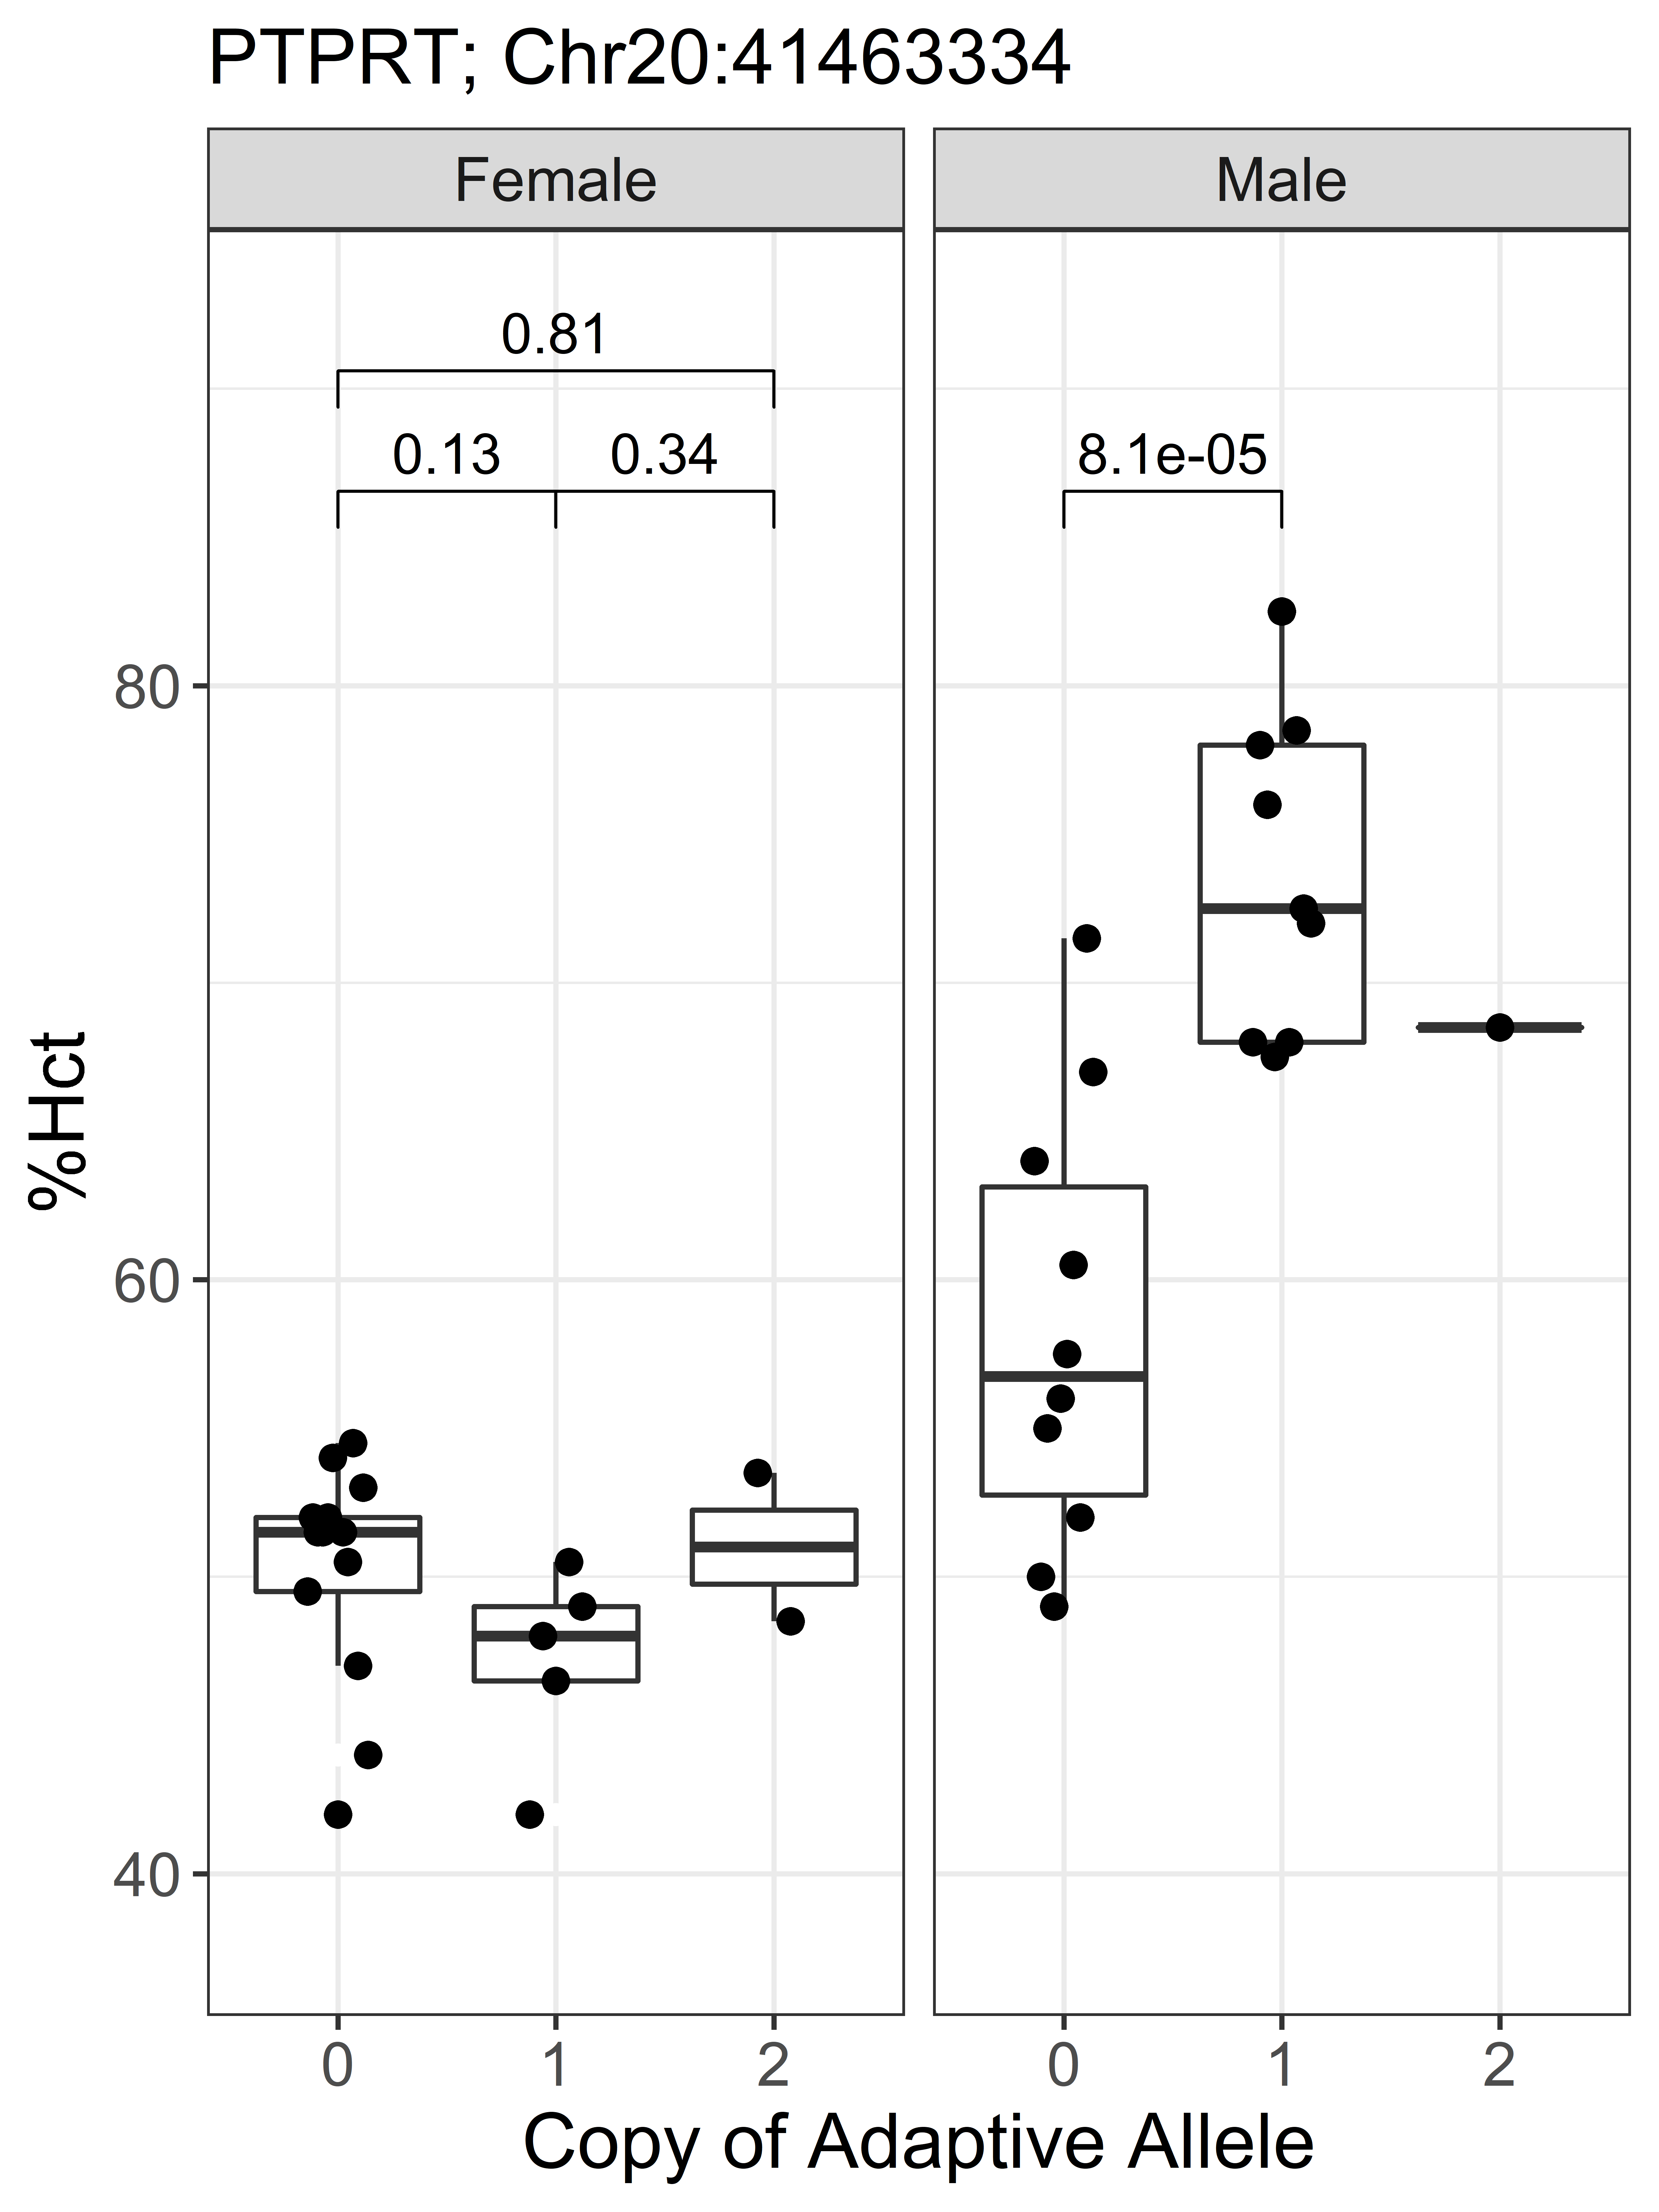 PTPRT; Chr20:41463334
Female
Male
0.81
0.13
0.34
8.1e-05
80
60
40
%Hct
0 1 2
0 1 2
Copy of Adaptive Allele